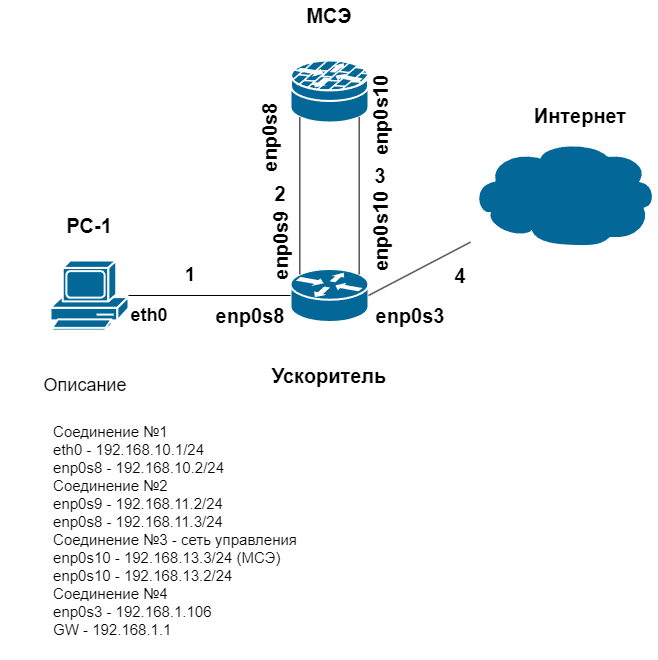 МСЭ
enp0s8
enp0s10
Интернет
3
2
enp0s9
enp0s10
PC-1
1
4
eth0
enp0s8
enp0s3
Ускоритель
Описание
Соединение №1
eth0 - 192.168.10.1/24
enp0s8 - 192.168.10.2/24
Соединение №2
enp0s9 - 192.168.11.2/24
enp0s8 - 192.168.11.3/24
Соединение №3 - сеть управления
enp0s10 - 192.168.13.3/24 (МСЭ)
enp0s10 - 192.168.13.2/24
Соединение №4
enp0s3 - 192.168.1.106
GW - 192.168.1.1